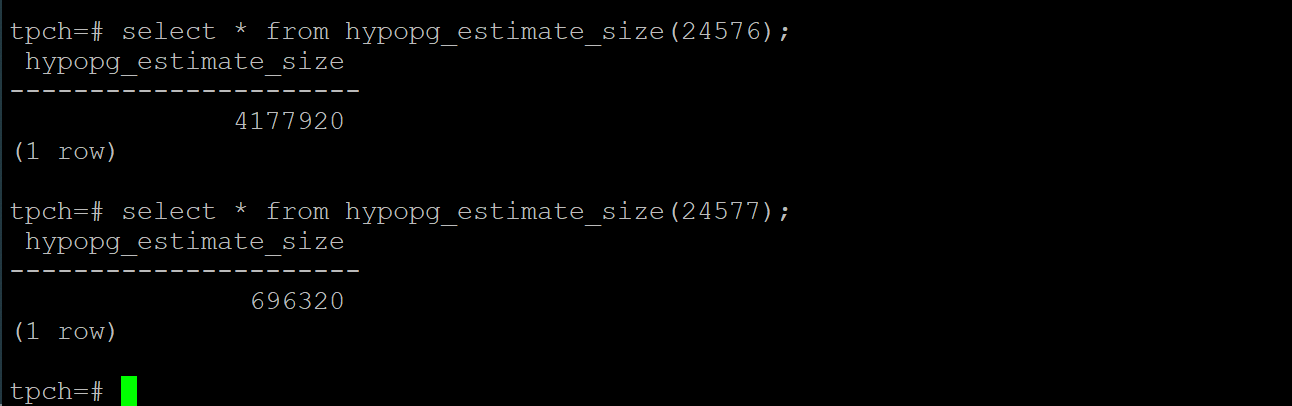 tpch=# select * from hypopg_estimate_size(24576);
 hypopg_estimate_size
----------------------
              4177920
(1 row)

tpch=# select * from hypopg_estimate_size(24577);
 hypopg_estimate_size
----------------------
               696320
(1 row)

tpch=#